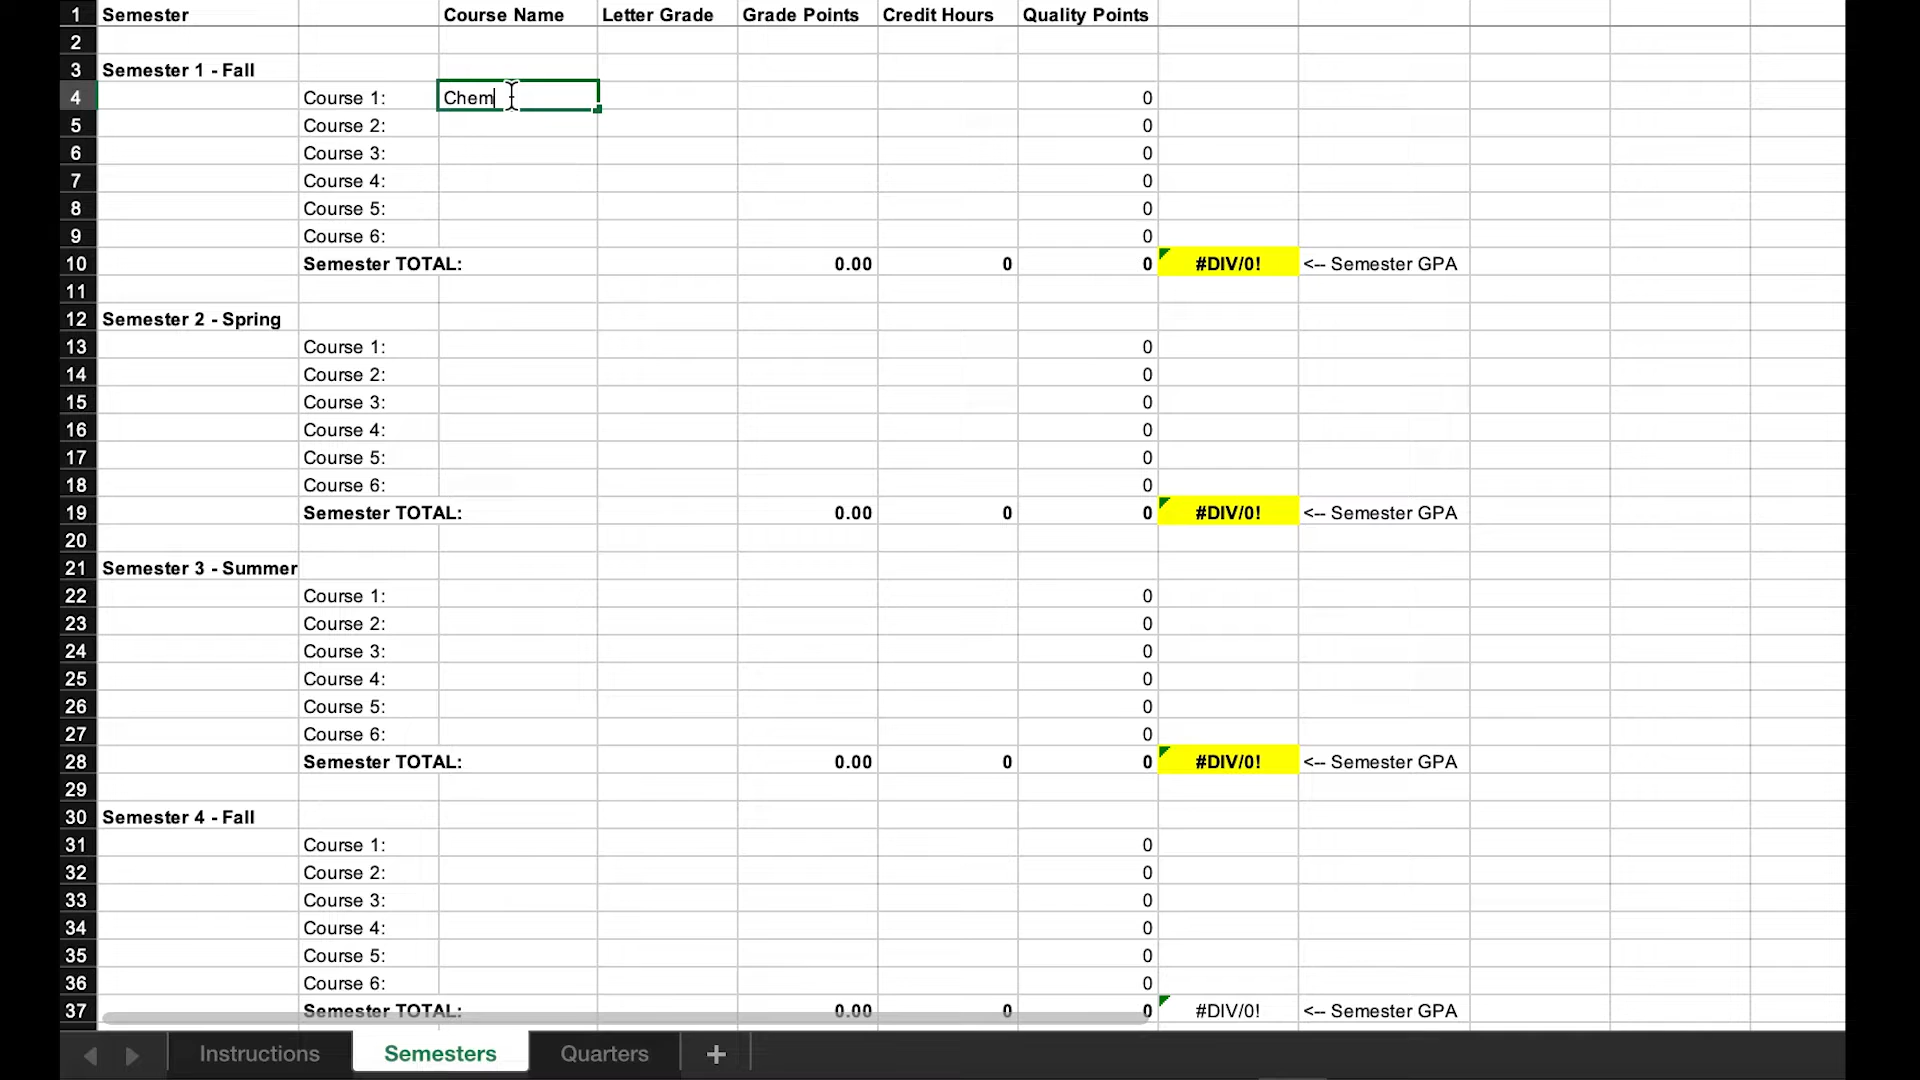 1 Semester Course Name Letter Grade Grade Points Credit Hours Quality Points
2
3 Semester 1 - Fall
4 Course 1: Chem 0
5 Course 2: 0
6 Course 3: 0
7 Course 4: 0
8 Course 5: 0
9 Course 6: 0
10 Semester TOTAL: 0.00 0 0 #DIV/0! <-- Semester GPA
11
12 Semester 2 - Spring
13 Course 1: 0
14 Course 2: 0
15 Course 3: 0
16 Course 4: 0
17 Course 5: 0
18 Course 6: 0
19 Semester TOTAL: 0.00 0 0 #DIV/0! <-- Semester GPA
20
21 Semester 3 - Summer
22 Course 1: 0
23 Course 2: 0
24 Course 3: 0
25 Course 4: 0
26 Course 5: 0
27 Course 6: 0
28 Semester TOTAL: 0.00 0 0 #DIV/0! <-- Semester GPA
29
30 Semester 4 - Fall
31 Course 1: 0
32 Course 2: 0
33 Course 3: 0
34 Course 4: 0
35 Course 5: 0
36 Course 6: 0
37 Semester TOTAL: 0.00 0 0 #DIV/0! <-- Semester GPA
Instructions Semesters Quarters +